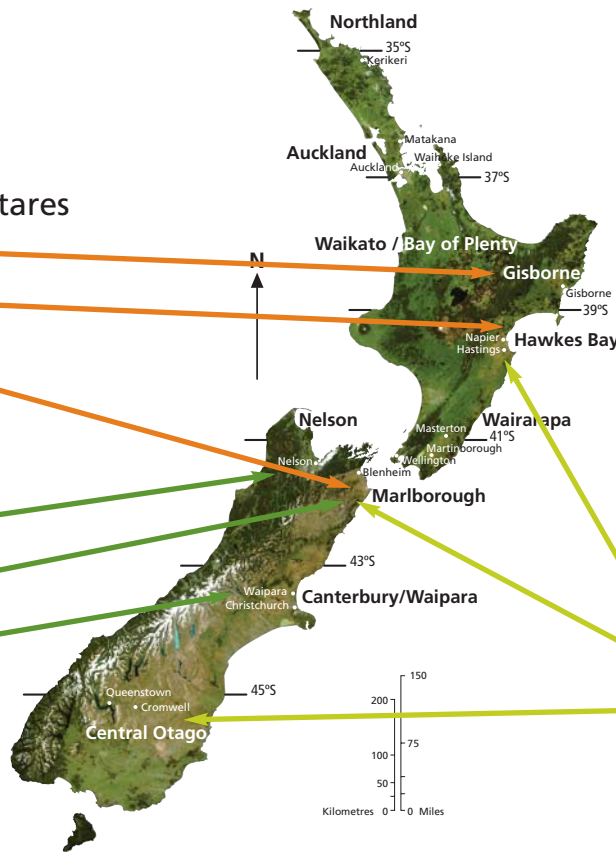 Northland
35ºS
Kerikeri
Matakana
Auckland
Waiheke Island
Auckland
37ºS
tares
Waikato / Bay of Plenty
N
Gisborne
Gisborne
39ºS
Napier
Hawkes Bay
Hastings
Nelson
Wairarapa
Masterton
41ºS
Martinborough
Nelson
Wellington
Blenheim
Marlborough
43ºS
Waipara
Canterbury/Waipara
Christchurch
150
Queenstown
45ºS
200
Cromwell
Central Otago
75
100
50
Kilometres 0 0 Miles